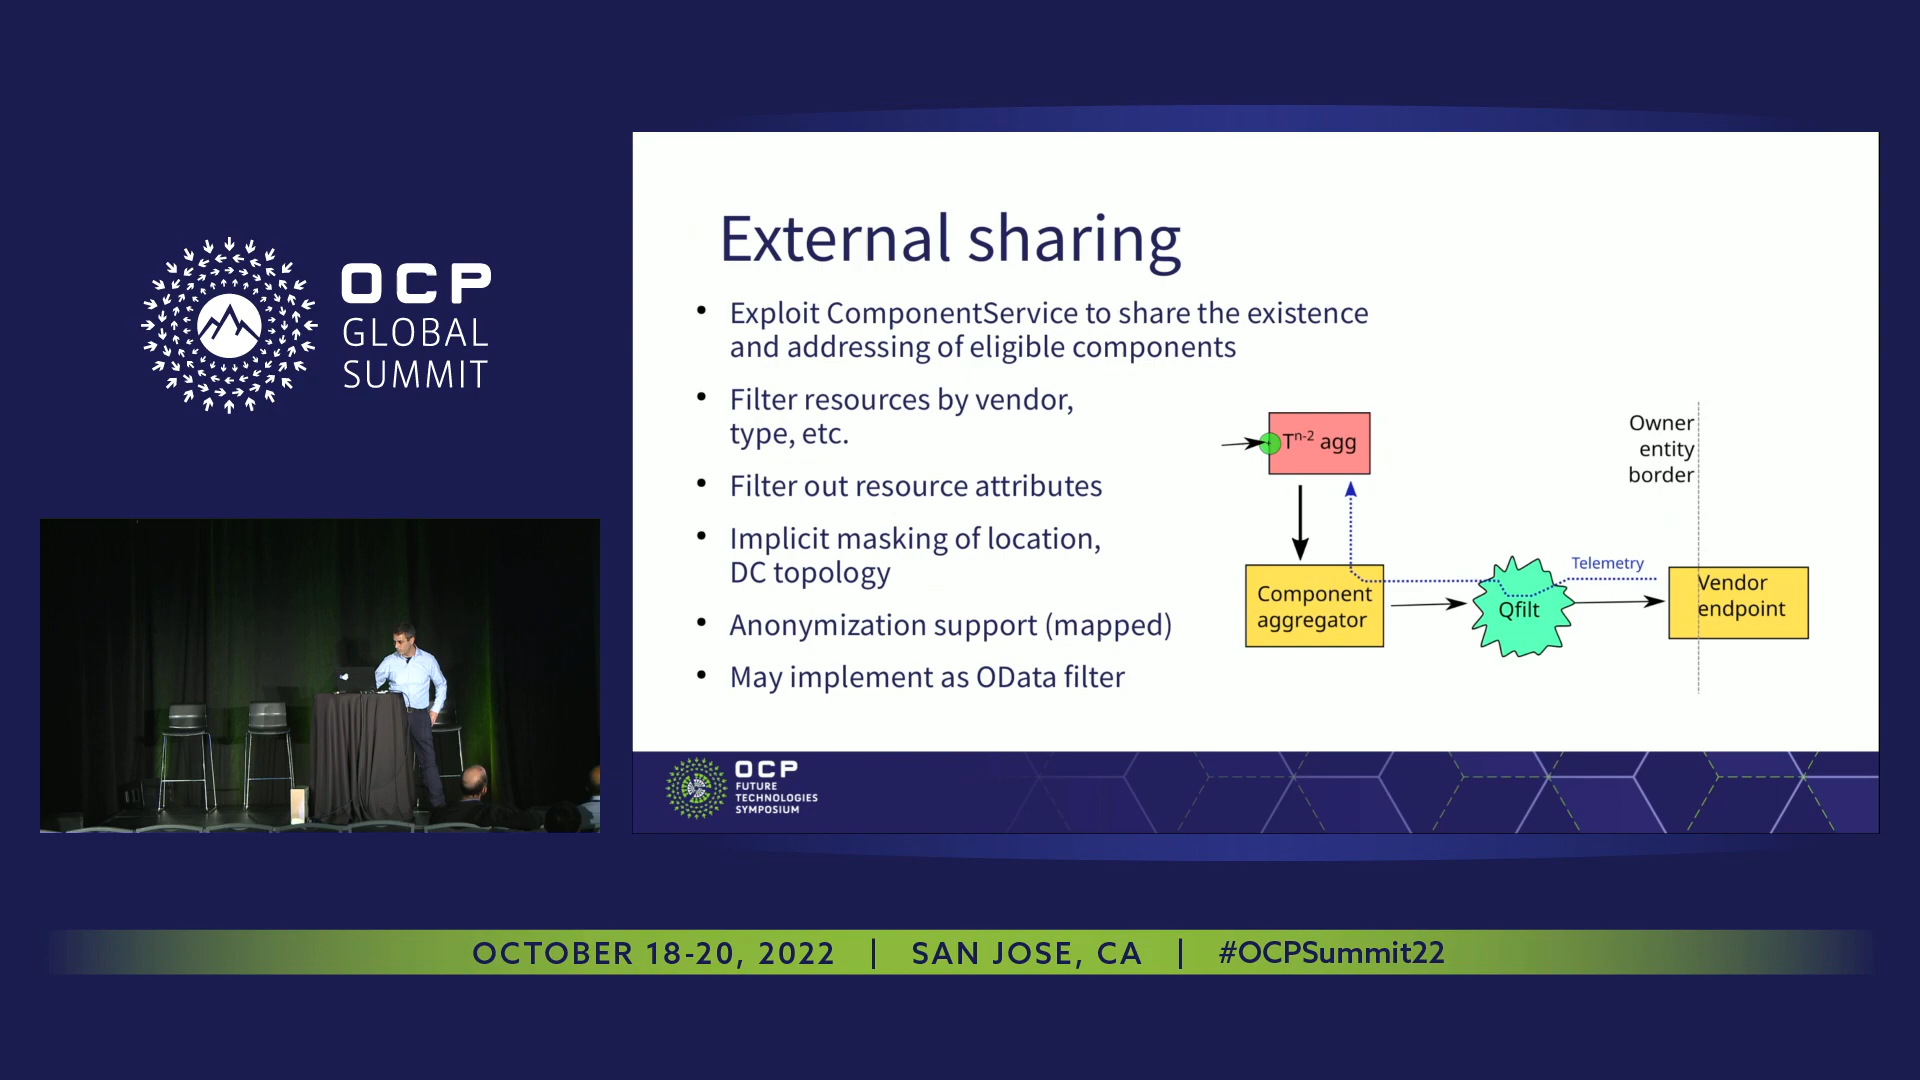 OCP
GLOBAL
SUMMIT
External sharing
• Exploit ComponentService to share the existence
and addressing of eligible components
• Filter resources by vendor,
type, etc.
• Filter out resource attributes
• Implicit masking of location,
DC topology
• Anonymization support (mapped)
• May implement as OData filter
Tn-2 agg
Owner
entity
border
Component
aggregator
Qfilt
Telemetry
Vendor
endpoint
OCP
FUTURE
TECHNOLOGIES
SYMPOSIUM
OCTOBER 18-20, 2022 | SAN JOSE, CA | #OCPSummit22